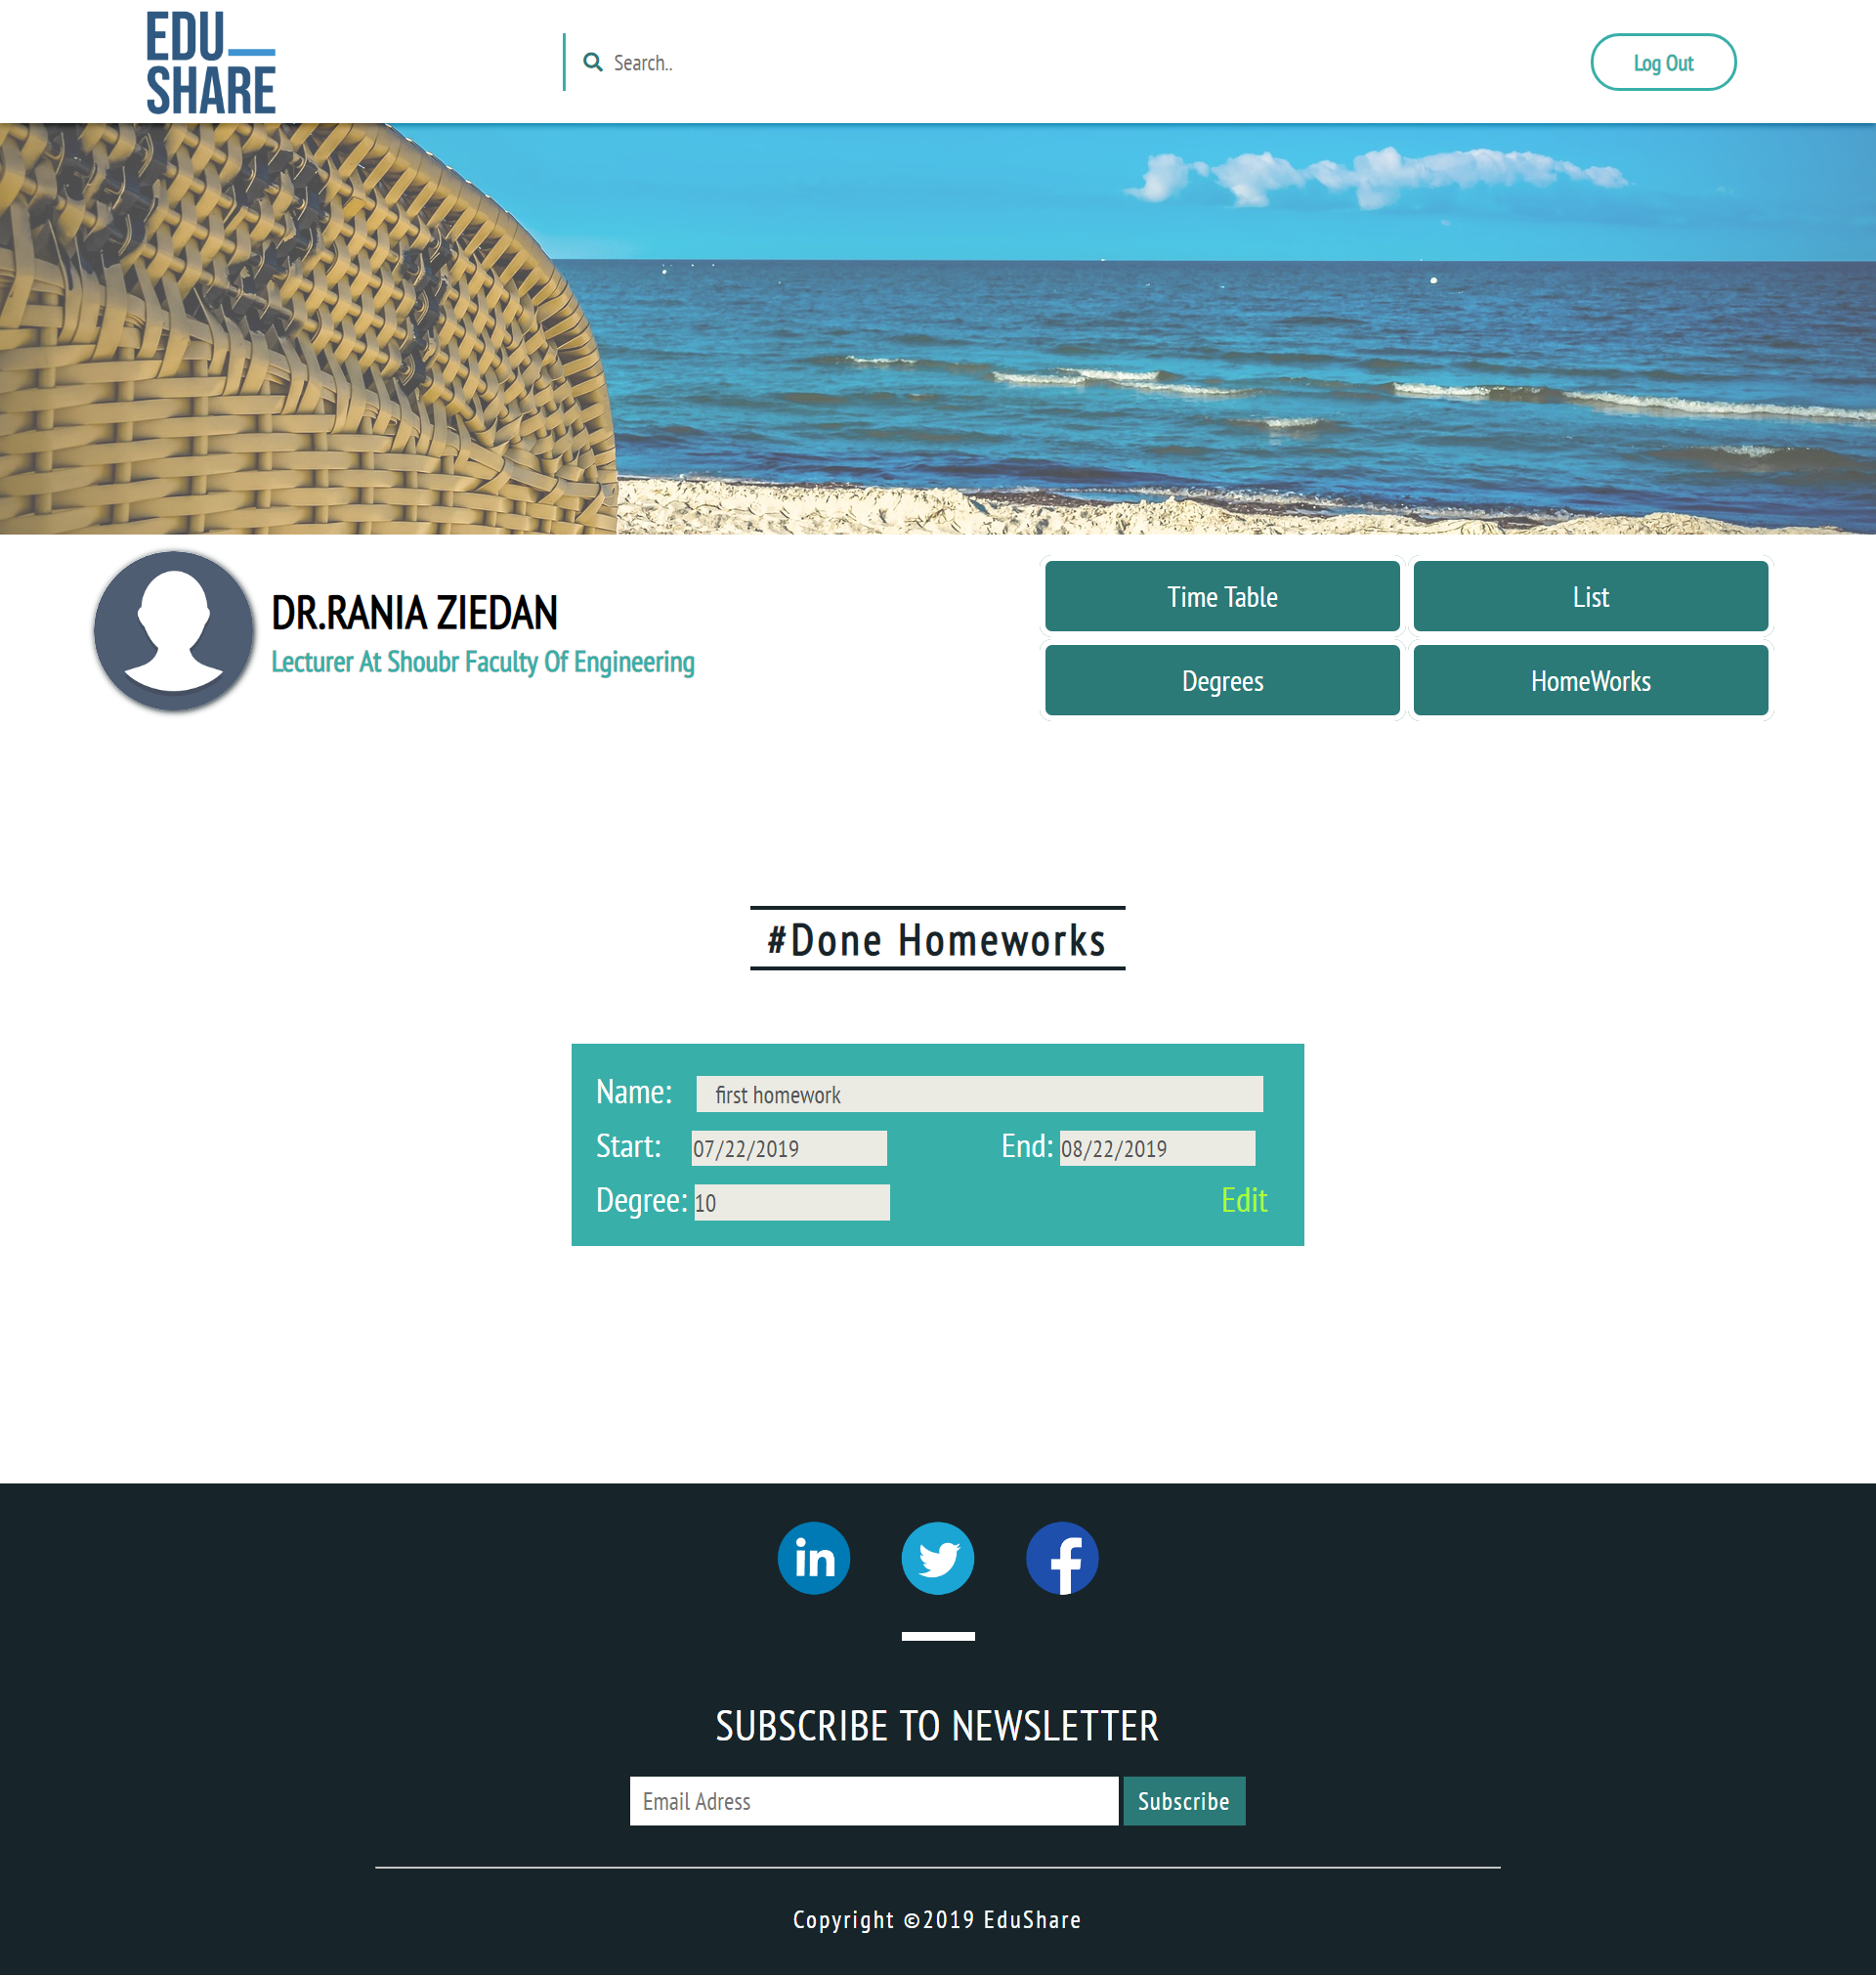 EDU_
SHARE
Search..
Log Out
DR.RANIA ZIEDAN
Lecturer At Shoubr Faculty Of Engineering
Time Table
List
Degrees
HomeWorks
#Done Homeworks
Name: first homework
Start: 07/22/2019 End: 08/22/2019
Degree: 10 Edit
in
f
SUBSCRIBE TO NEWSLETTER
Email Adress
Subscribe
Copyright ©2019 EduShare